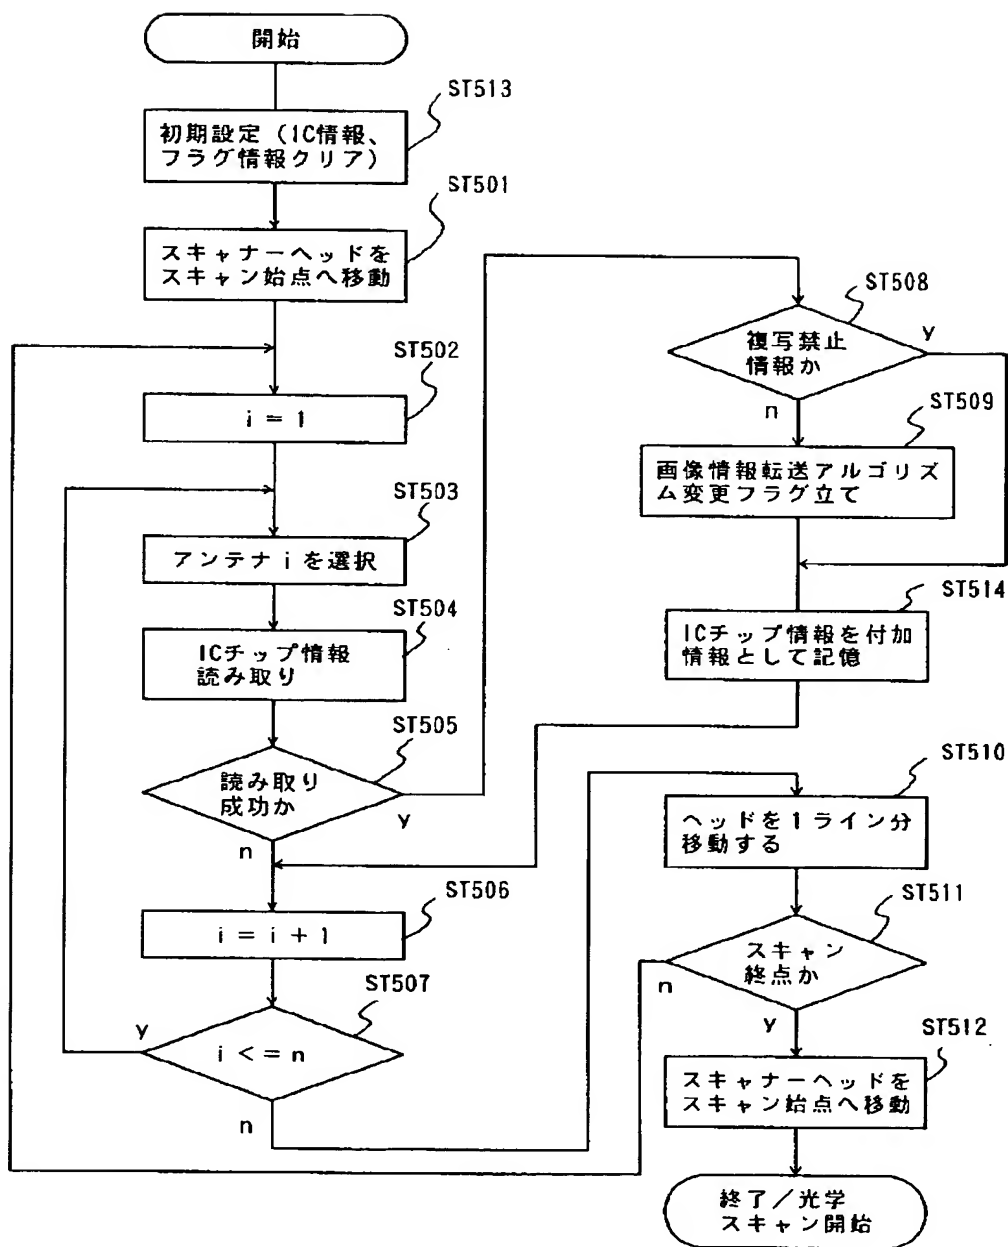 開始
ST513
初期設定（IC情報、
フラグ情報クリア）
ST501
スキャナーヘッドを
スキャン始点へ移動
ST502
i = 1
ST503
アンテナ i を選択
ST504
ICチップ情報
読み取り
ST505
読み取り
成功か
y
n
ST506
i = i + 1
ST507
y
i <= n
n
ST508
複写禁止
情報か
y
n
ST509
画像情報転送アルゴリズ
ム変更フラグ立て
ST514
ICチップ情報を付加
情報として記憶
ST510
ヘッドを１ライン分
移動する
ST511
スキャン
終点か
n
y
ST512
スキャナーヘッドを
スキャン始点へ移動
終了／光学
スキャン開始